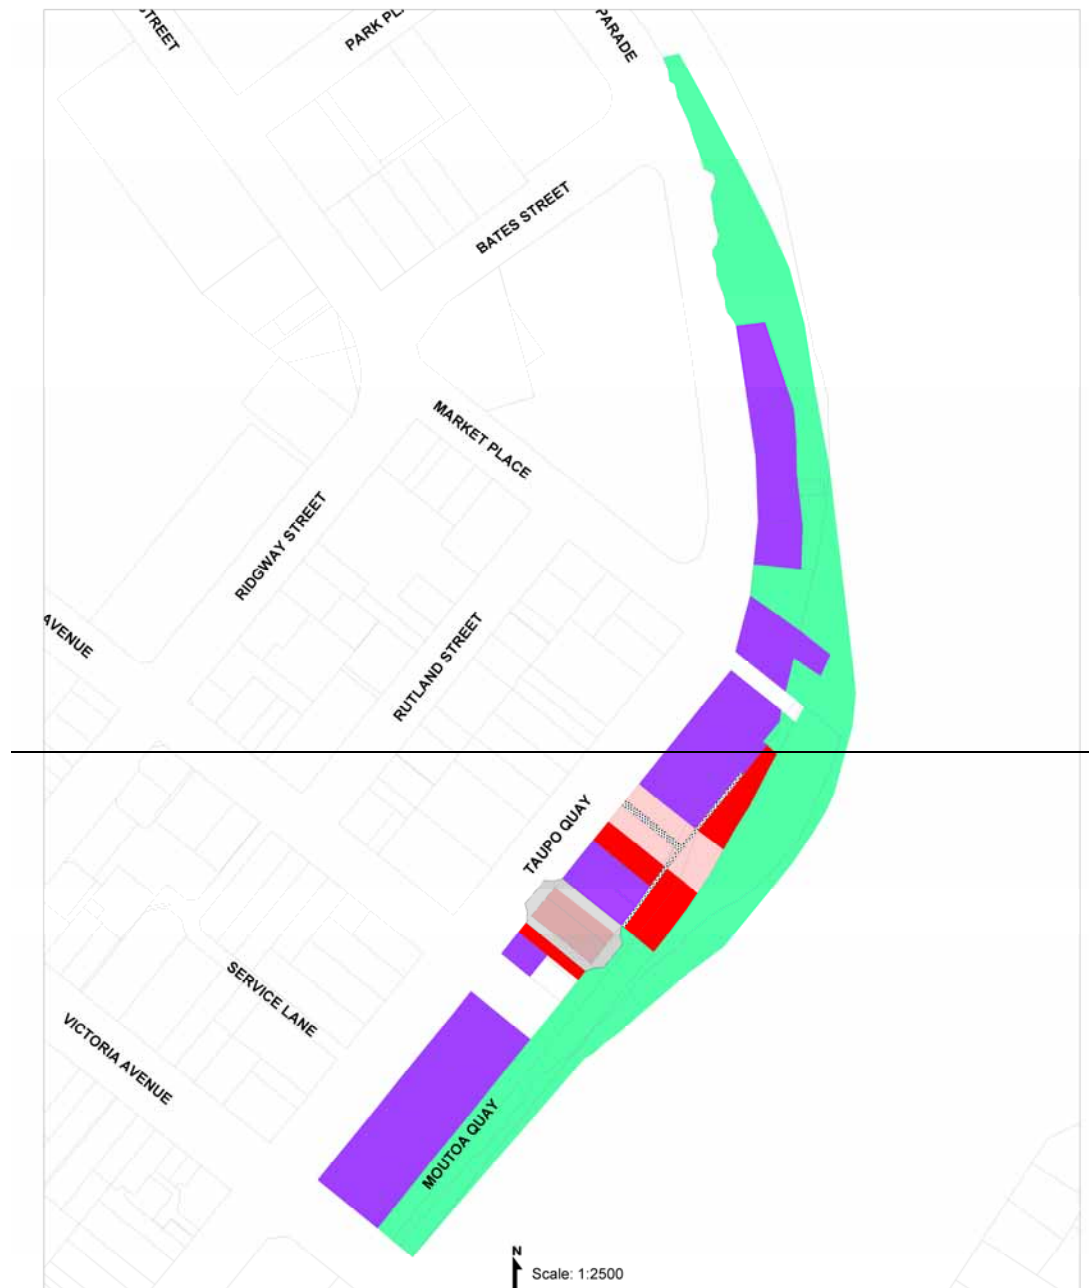 STREET
PARK PL
PARADE
BATES STREET
MARKET PLACE
RIDGWAY STREET
AVENUE
RUTLAND STREET
TAUPO QUAY
SERVICE LANE
VICTORIA AVENUE
MOUTOA QUAY
N
Scale: 1:2500